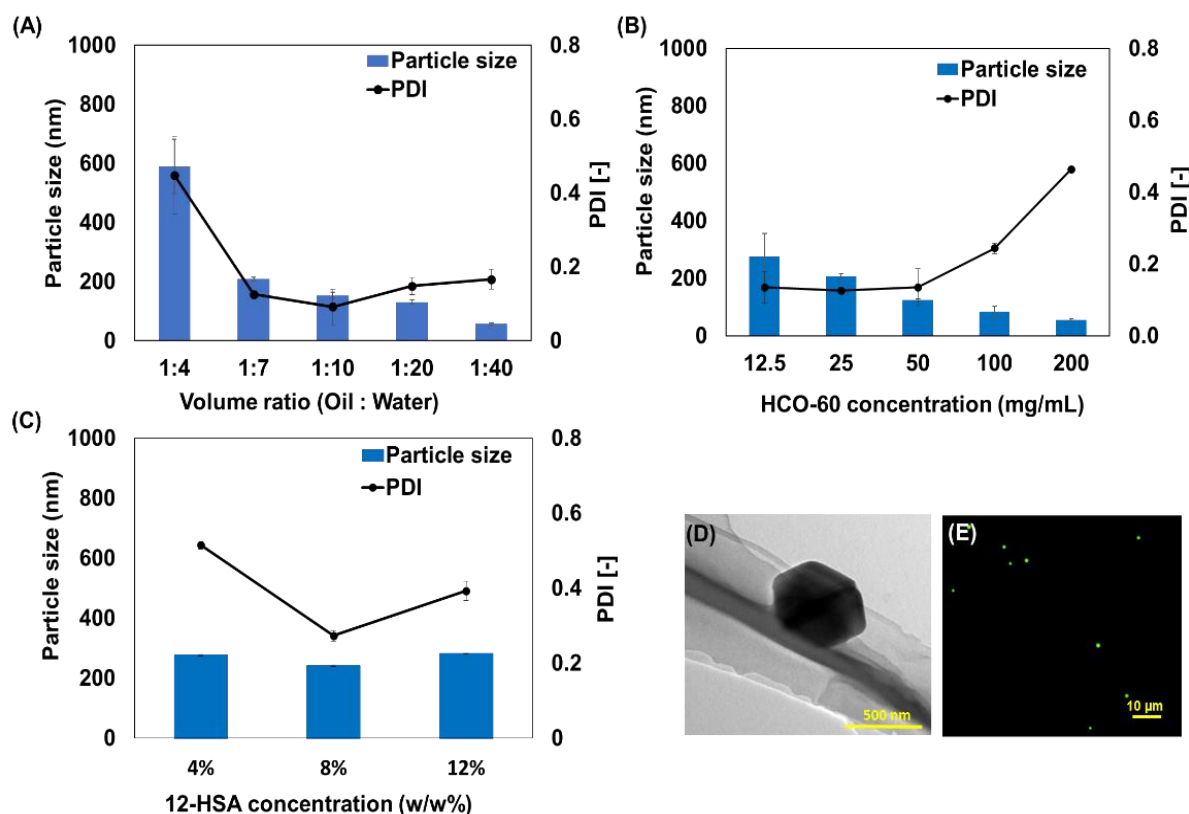 (A)
1000
800
600
400
200
0
Particle size (nm)
0.8
0.6
0.4
0.2
0
PDI [-]
Particle size
PDI
1:4 1:7 1:10 1:20 1:40
Volume ratio (Oil : Water)
(B)
1000
800
600
400
200
0
Particle size (nm)
0.8
0.6
0.4
0.2
0
PDI [-]
Particle size
PDI
12.5 25 50 100 200
HCO-60 concentration (mg/mL)
(C)
1000
800
600
400
200
0
Particle size (nm)
0.8
0.6
0.4
0.2
0
PDI [-]
Particle size
PDI
4% 8% 12%
12-HSA concentration (w/w%)
(D)
500 nm
(E)
10 μm